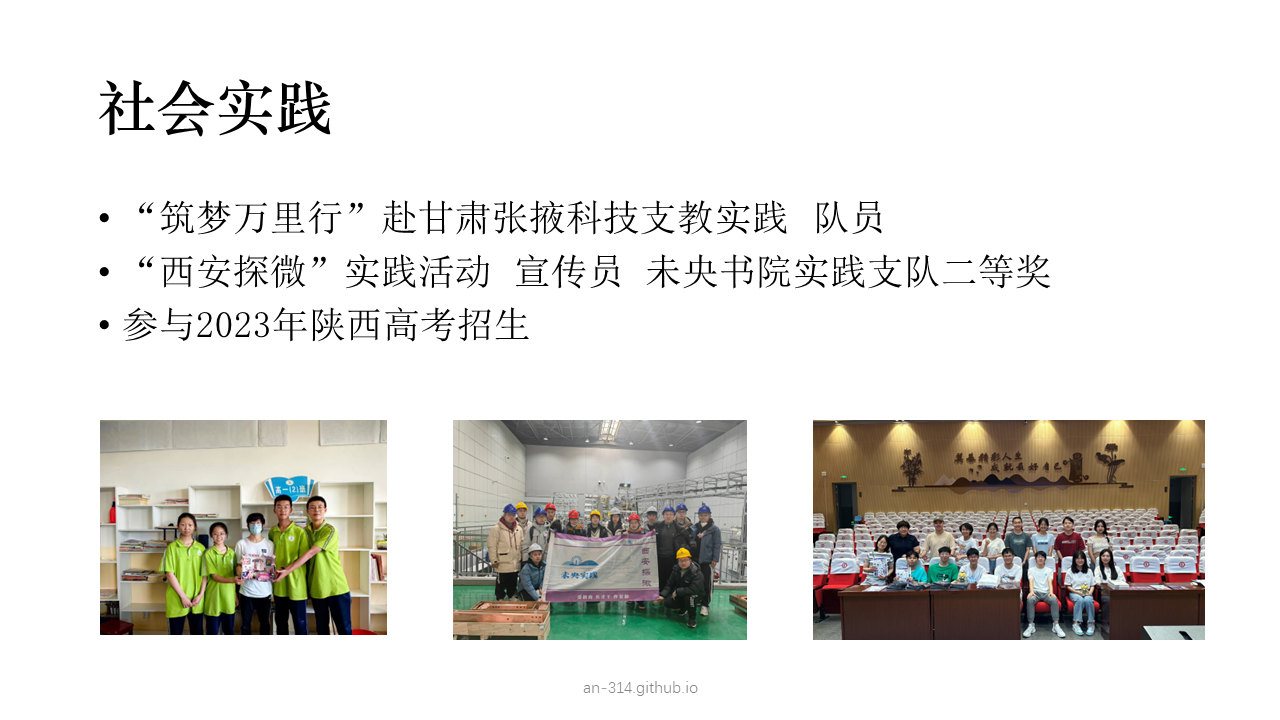 社会实践
• “筑梦万里行”赴甘肃张掖科技支教实践 队员
• “西安探微”实践活动 宣传员 未央书院实践支队二等奖
• 参与2023年陕西高考招生
高一(2)班
未央实践
西安探微
an-314.github.io